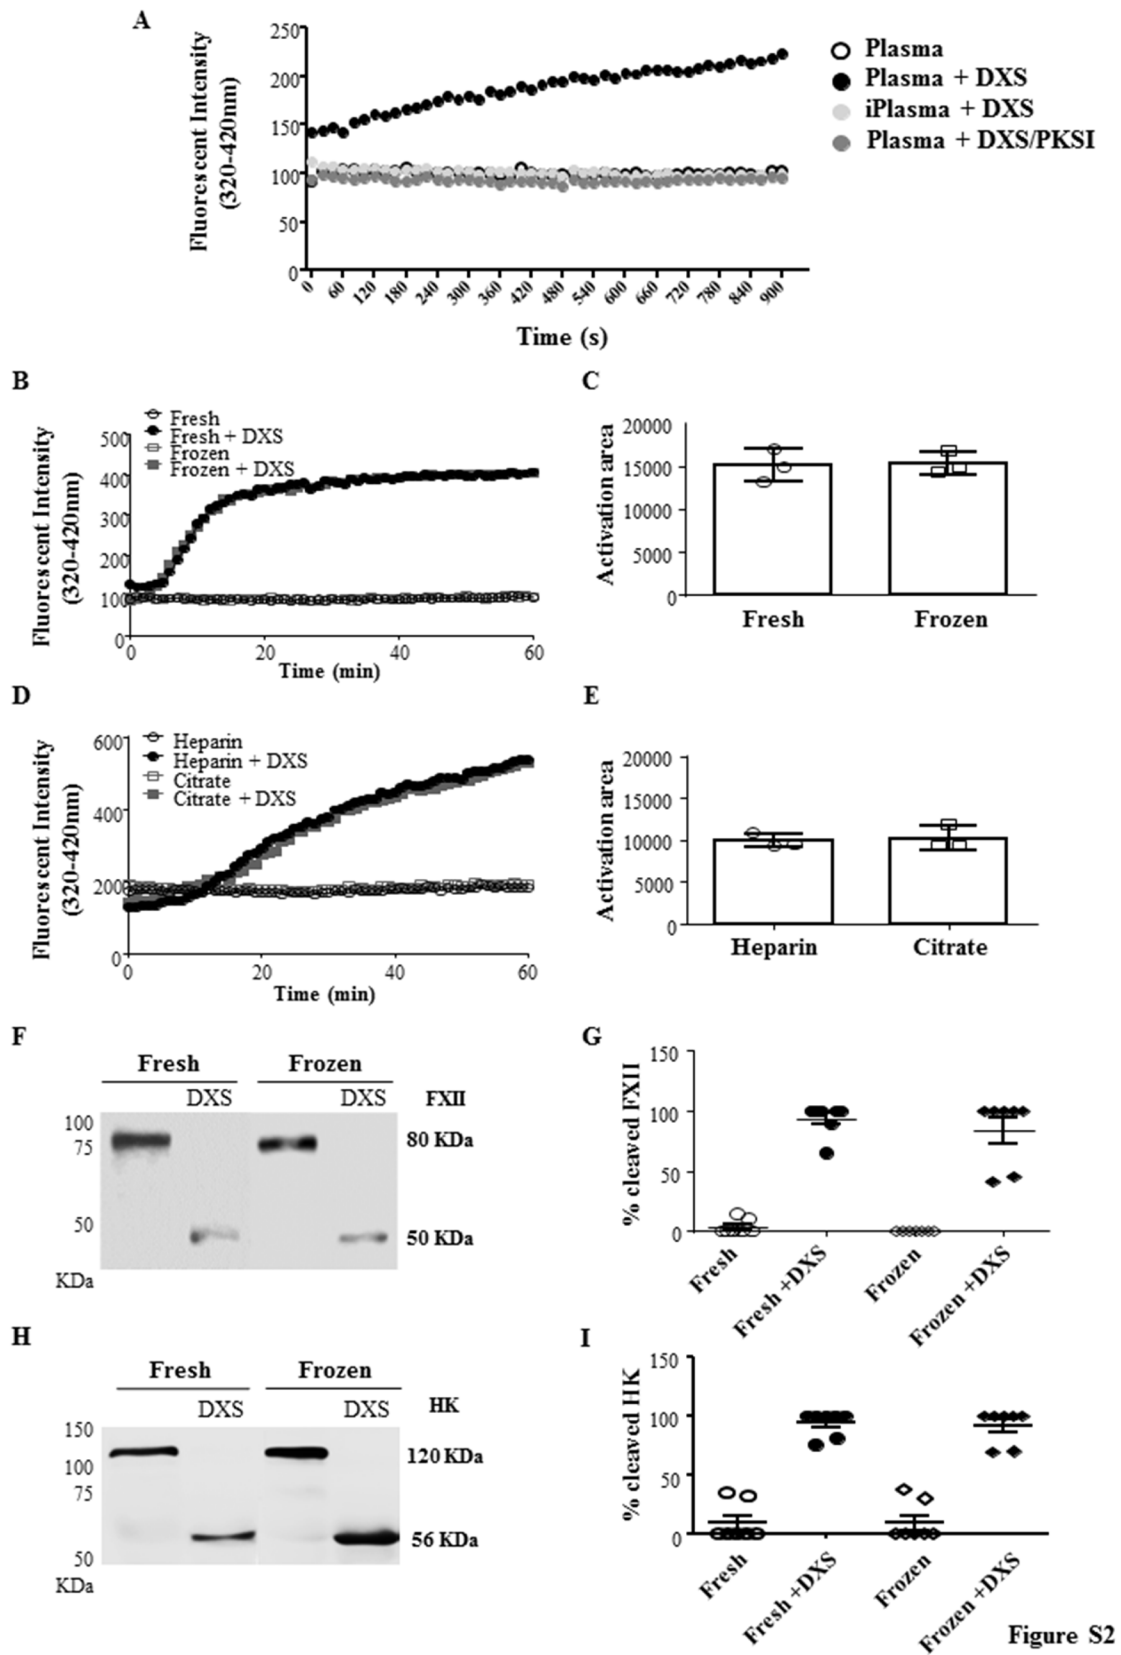 A
Fluorescent Intensity
(320-420nm)
250
200
150
100
50
0
0 60 120 180 240 300 360 420 480 540 600 660 720 780 840 900
Time (s)
Plasma
Plasma + DXS
iPlasma + DXS
Plasma + DXS/PKSI
B
Fluorescent Intensity
(320-420nm)
Fresh
Fresh + DXS
Frozen
Frozen + DXS
500
400
300
200
100
0
0 20 40 60
Time (min)
C
Activation area
20000
15000
10000
5000
0
Fresh Frozen
D
Fluorescent Intensity
(320-420nm)
Heparin
Heparin + DXS
Citrate
Citrate + DXS
600
400
200
0
0 20 40 60
Time (min)
E
Activation area
20000
15000
10000
5000
0
Heparin Citrate
F
Fresh Frozen
DXS DXS FXII
100
75
50
KDa
80 KDa
50 KDa
G
% cleaved FXII
150
100
50
0
Fresh Fresh +DXS Frozen Frozen +DXS
H
Fresh Frozen
DXS DXS HK
150
100
75
50
KDa
120 KDa
56 KDa
I
% cleaved HK
150
100
50
0
Fresh Fresh +DXS Frozen Frozen +DXS
Figure S2